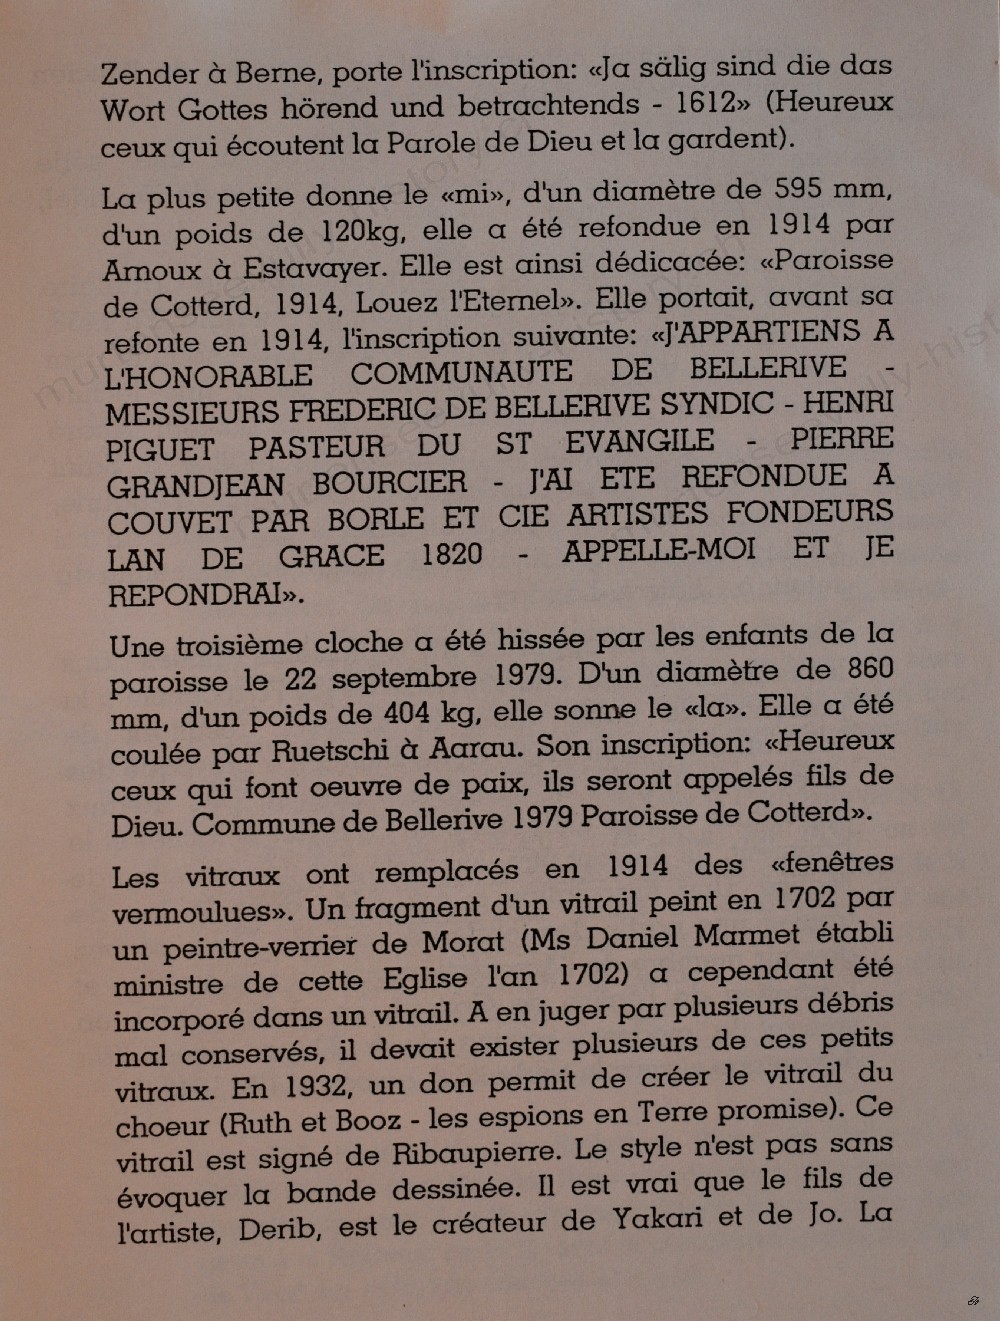 Zender à Berne, porte l'inscription: «Ja sälig sind die das
Wort Gottes hörend und betrachtends - 1612» (Heureux
ceux qui écoutent la Parole de Dieu et la gardent).
La plus petite donne le «mi», d'un diamètre de 595 mm,
d'un poids de 120kg, elle a été refondue en 1914 par
Arnoux à Estavayer. Elle est ainsi dédicacée: «Paroisse
de Cotterd, 1914, Louez l'Eternel». Elle portait, avant sa
refonte en 1914, l'inscription suivante: «J'APPARTIENS A
L'HONORABLE COMMUNAUTE DE BELLERIVE -
MESSIEURS FREDERIC DE BELLERIVE SYNDIC - HENRI
PIGUET PASTEUR DU ST EVANGILE - PIERRE
GRANDJEAN BOURCIER - J'AI ETE REFONDUE A
COUVET PAR BORLE ET CIE ARTISTES FONDEURS
LAN DE GRACE 1820 - APPELLE-MOI ET JE
REPONDRAI».
Une troisième cloche a été hissée par les enfants de la
paroisse le 22 septembre 1979. D'un diamètre de 860
mm, d'un poids de 404 kg, elle sonne le «la». Elle a été
coulée par Ruetschi à Aarau. Son inscription: «Heureux
ceux qui font oeuvre de paix, ils seront appelés fils de
Dieu. Commune de Bellerive 1979 Paroisse de Cotterd».
Les vitraux ont remplacés en 1914 des «fenêtres
vermoulues». Un fragment d'un vitrail peint en 1702 par
un peintre-verrier de Morat (Ms Daniel Marmet établi
ministre de cette Eglise l'an 1702) a cependant été
incorporé dans un vitrail. A en juger par plusieurs débris
mal conservés, il devait exister plusieurs de ces petits
vitraux. En 1932, un don permit de créer le vitrail du
choeur (Ruth et Booz - les espions en Terre promise). Ce
vitrail est signé de Ribaupierre. Le style n'est pas sans
évoquer la bande dessinée. Il est vrai que le fils de
l'artiste, Derib, est le créateur de Yakari et de Jo. La